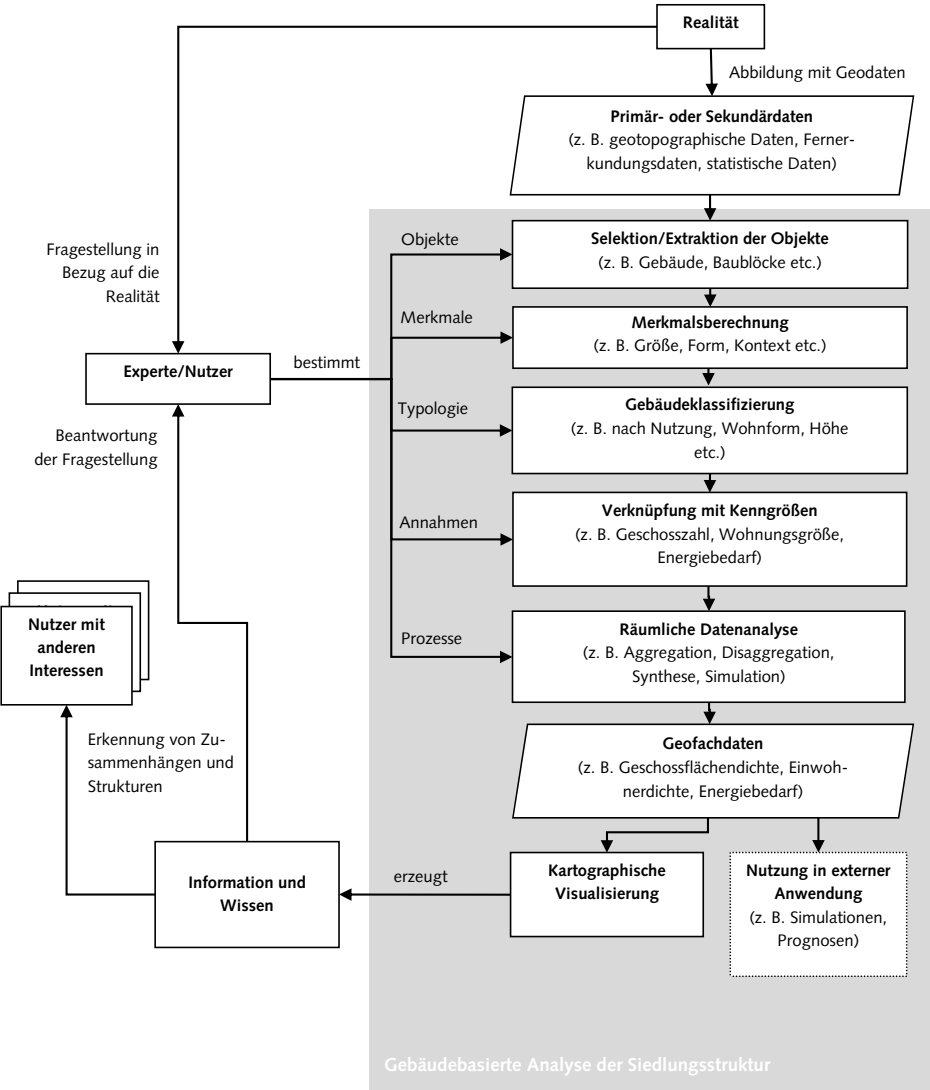 Realität
Abbildung mit Geodaten
Primär- oder Sekundärdaten
(z. B. geotopographische Daten, Ferner-
kundungsdaten, statistische Daten)
Fragestellung in
Bezug auf die
Realität
Objekte
Selektion/Extraktion der Objekte
(z. B. Gebäude, Baublöcke etc.)
Merkmale
Merkmalsberechnung
(z. B. Größe, Form, Kontext etc.)
Experte/Nutzer
bestimmt
Typologie
Gebäudeklassifizierung
(z. B. nach Nutzung, Wohnform, Höhe
etc.)
Beantwortung
der Fragestellung
Annahmen
Verknüpfung mit Kenngrößen
(z. B. Geschosszahl, Wohnungsgröße,
Energiebedarf)
Nutzer mit
anderen
Interessen
Prozesse
Räumliche Datenanalyse
(z. B. Aggregation, Disaggregation,
Synthese, Simulation)
Erkennung von Zu-
sammenhängen und
Strukturen
Geofachdaten
(z. B. Geschossflächendichte, Einwoh-
nerdichte, Energiebedarf)
Information und
Wissen
erzeugt
Kartographische
Visualisierung
Nutzung in externer
Anwendung
(z. B. Simulationen,
Prognosen)
Gebäudebasierte Analyse der Siedlungsstruktur